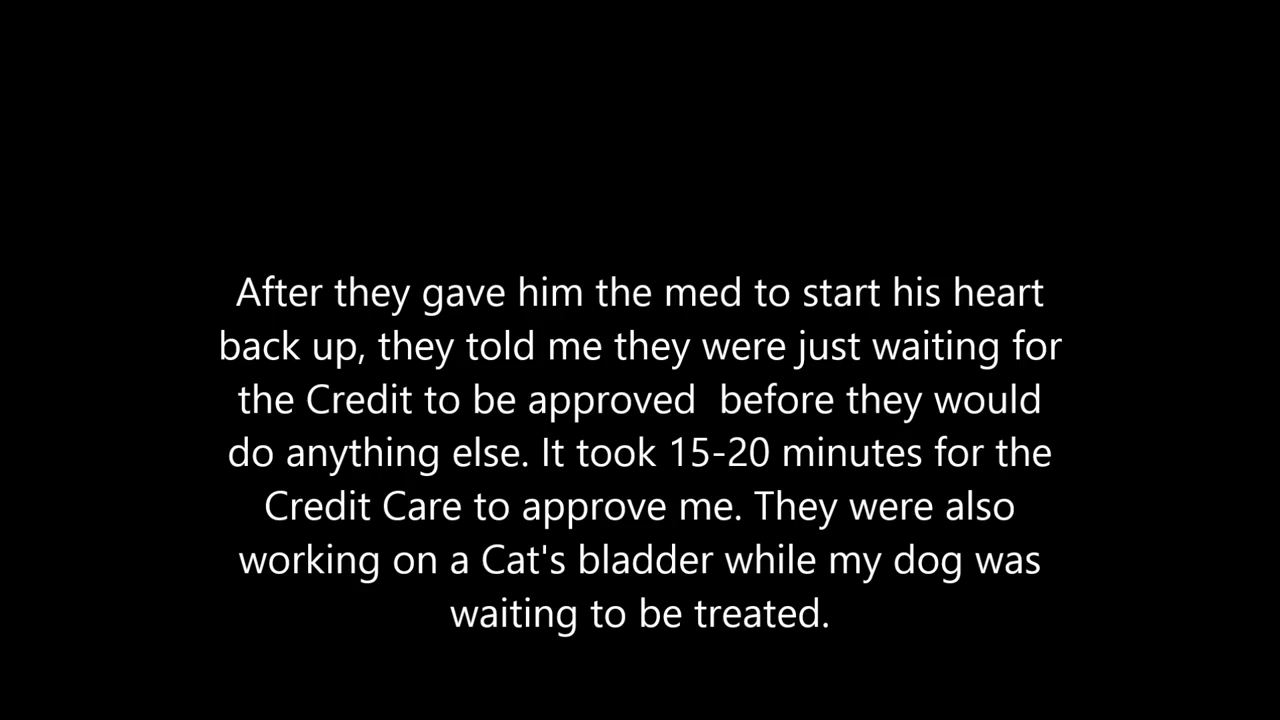 After they gave him the med to start his heart
back up, they told me they were just waiting for
the Credit to be approved  before they would
do anything else. It took 15-20 minutes for the
Credit Care to approve me. They were also
working on a Cat's bladder while my dog was
waiting to be treated.